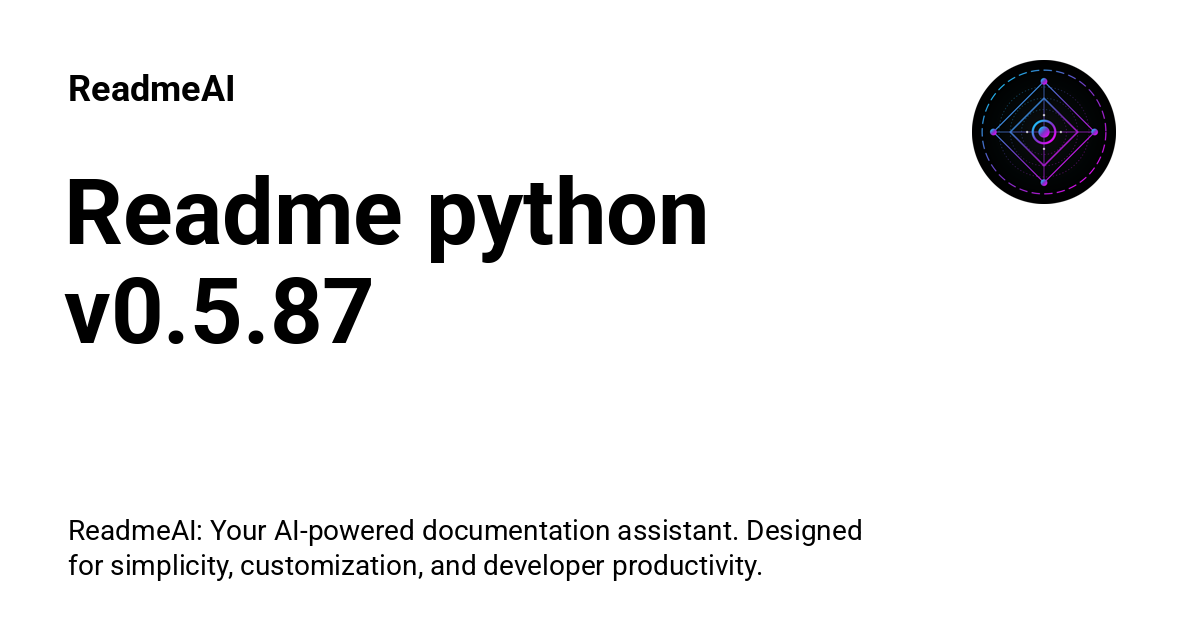 ReadmeAI
Readme python
v0.5.87
ReadmeAI: Your AI-powered documentation assistant. Designed
for simplicity, customization, and developer productivity.